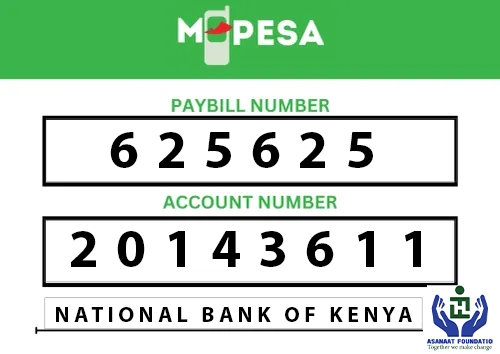 M PESA
PAYBILL NUMBER
6 2 5 6 2 5
ACCOUNT NUMBER
2 0 1 4 3 6 1 1
NATIONAL BANK OF KENYA
ASANAAT FOUNDATIO
Together we make change